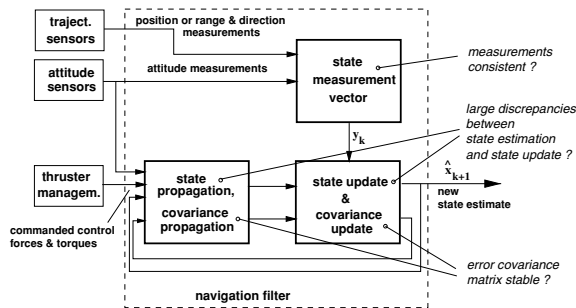 traject.
sensors
position or range & direction
measurements
attitude
sensors
attitude measurements
state
measurement
vector
measurements
consistent ?
large discrepancies
between
state estimation
and state update ?
y_k
thruster
managem.
state
propagation,
covariance
propagation
state update
&
covariance
update
x̂_{k+1}
new
state estimate
commanded control
forces & torques
error covariance
matrix stable ?
navigation filter